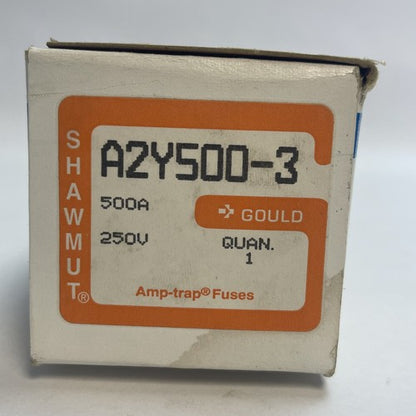 SHAWMUT®
A2Y500-3
500A
GOULD
250V
QUAN.
1
Amp-trap® Fuses